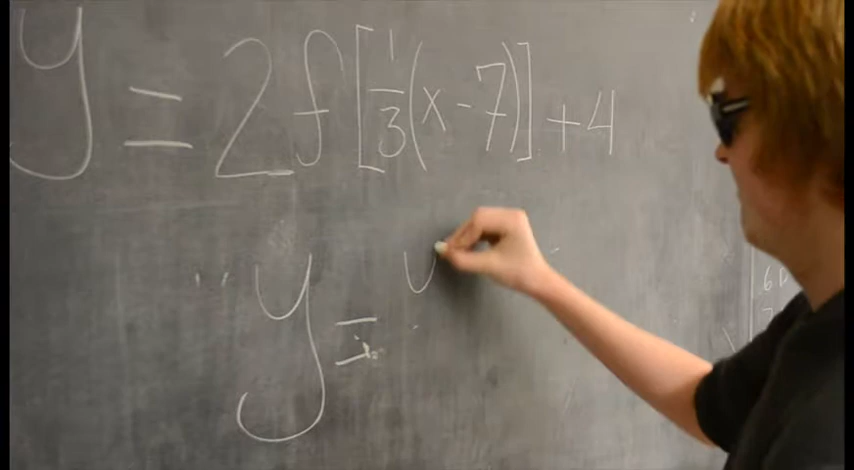 y = 2f[1/3(x-7)]+4
y =